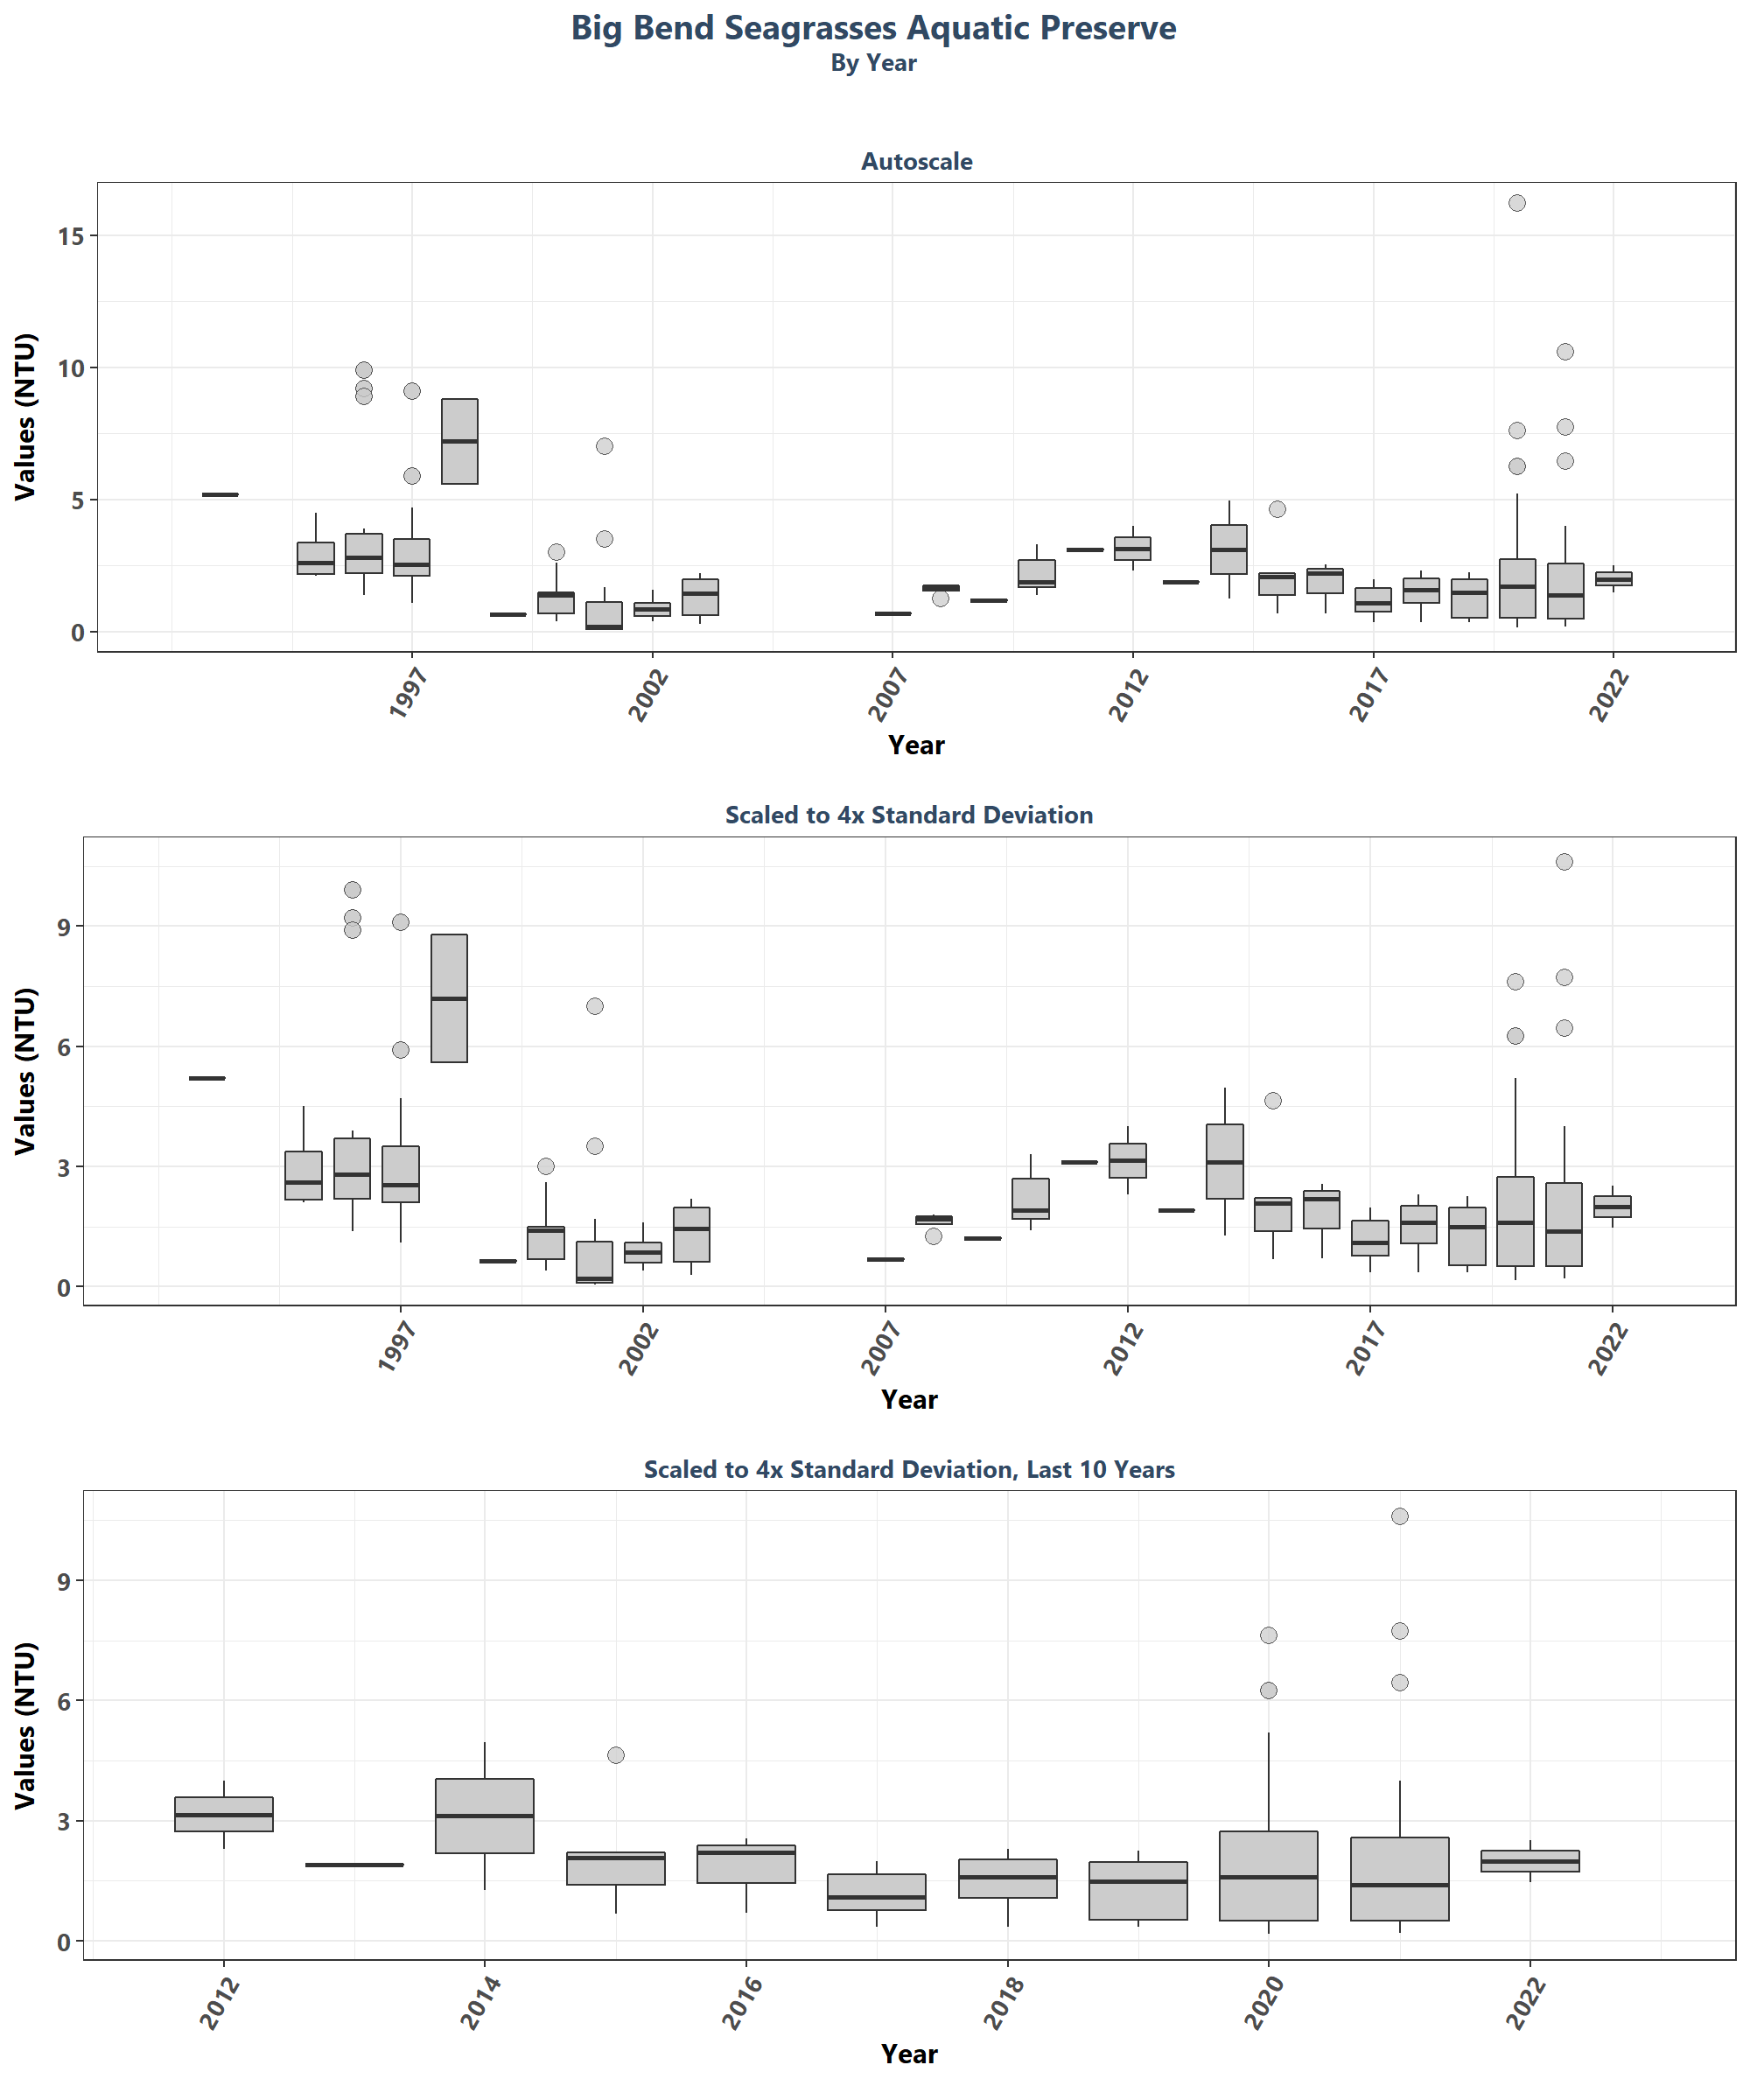 Big Bend Seagrasses Aquatic Preserve
By Year
Autoscale
Values (NTU)
15
10
5
0
1997
2002
2007
2012
2017
2022
Year
Scaled to 4x Standard Deviation
Values (NTU)
9
6
3
0
1997
2002
2007
2012
2017
2022
Year
Scaled to 4x Standard Deviation, Last 10 Years
Values (NTU)
9
6
3
0
2012
2014
2016
2018
2020
2022
Year